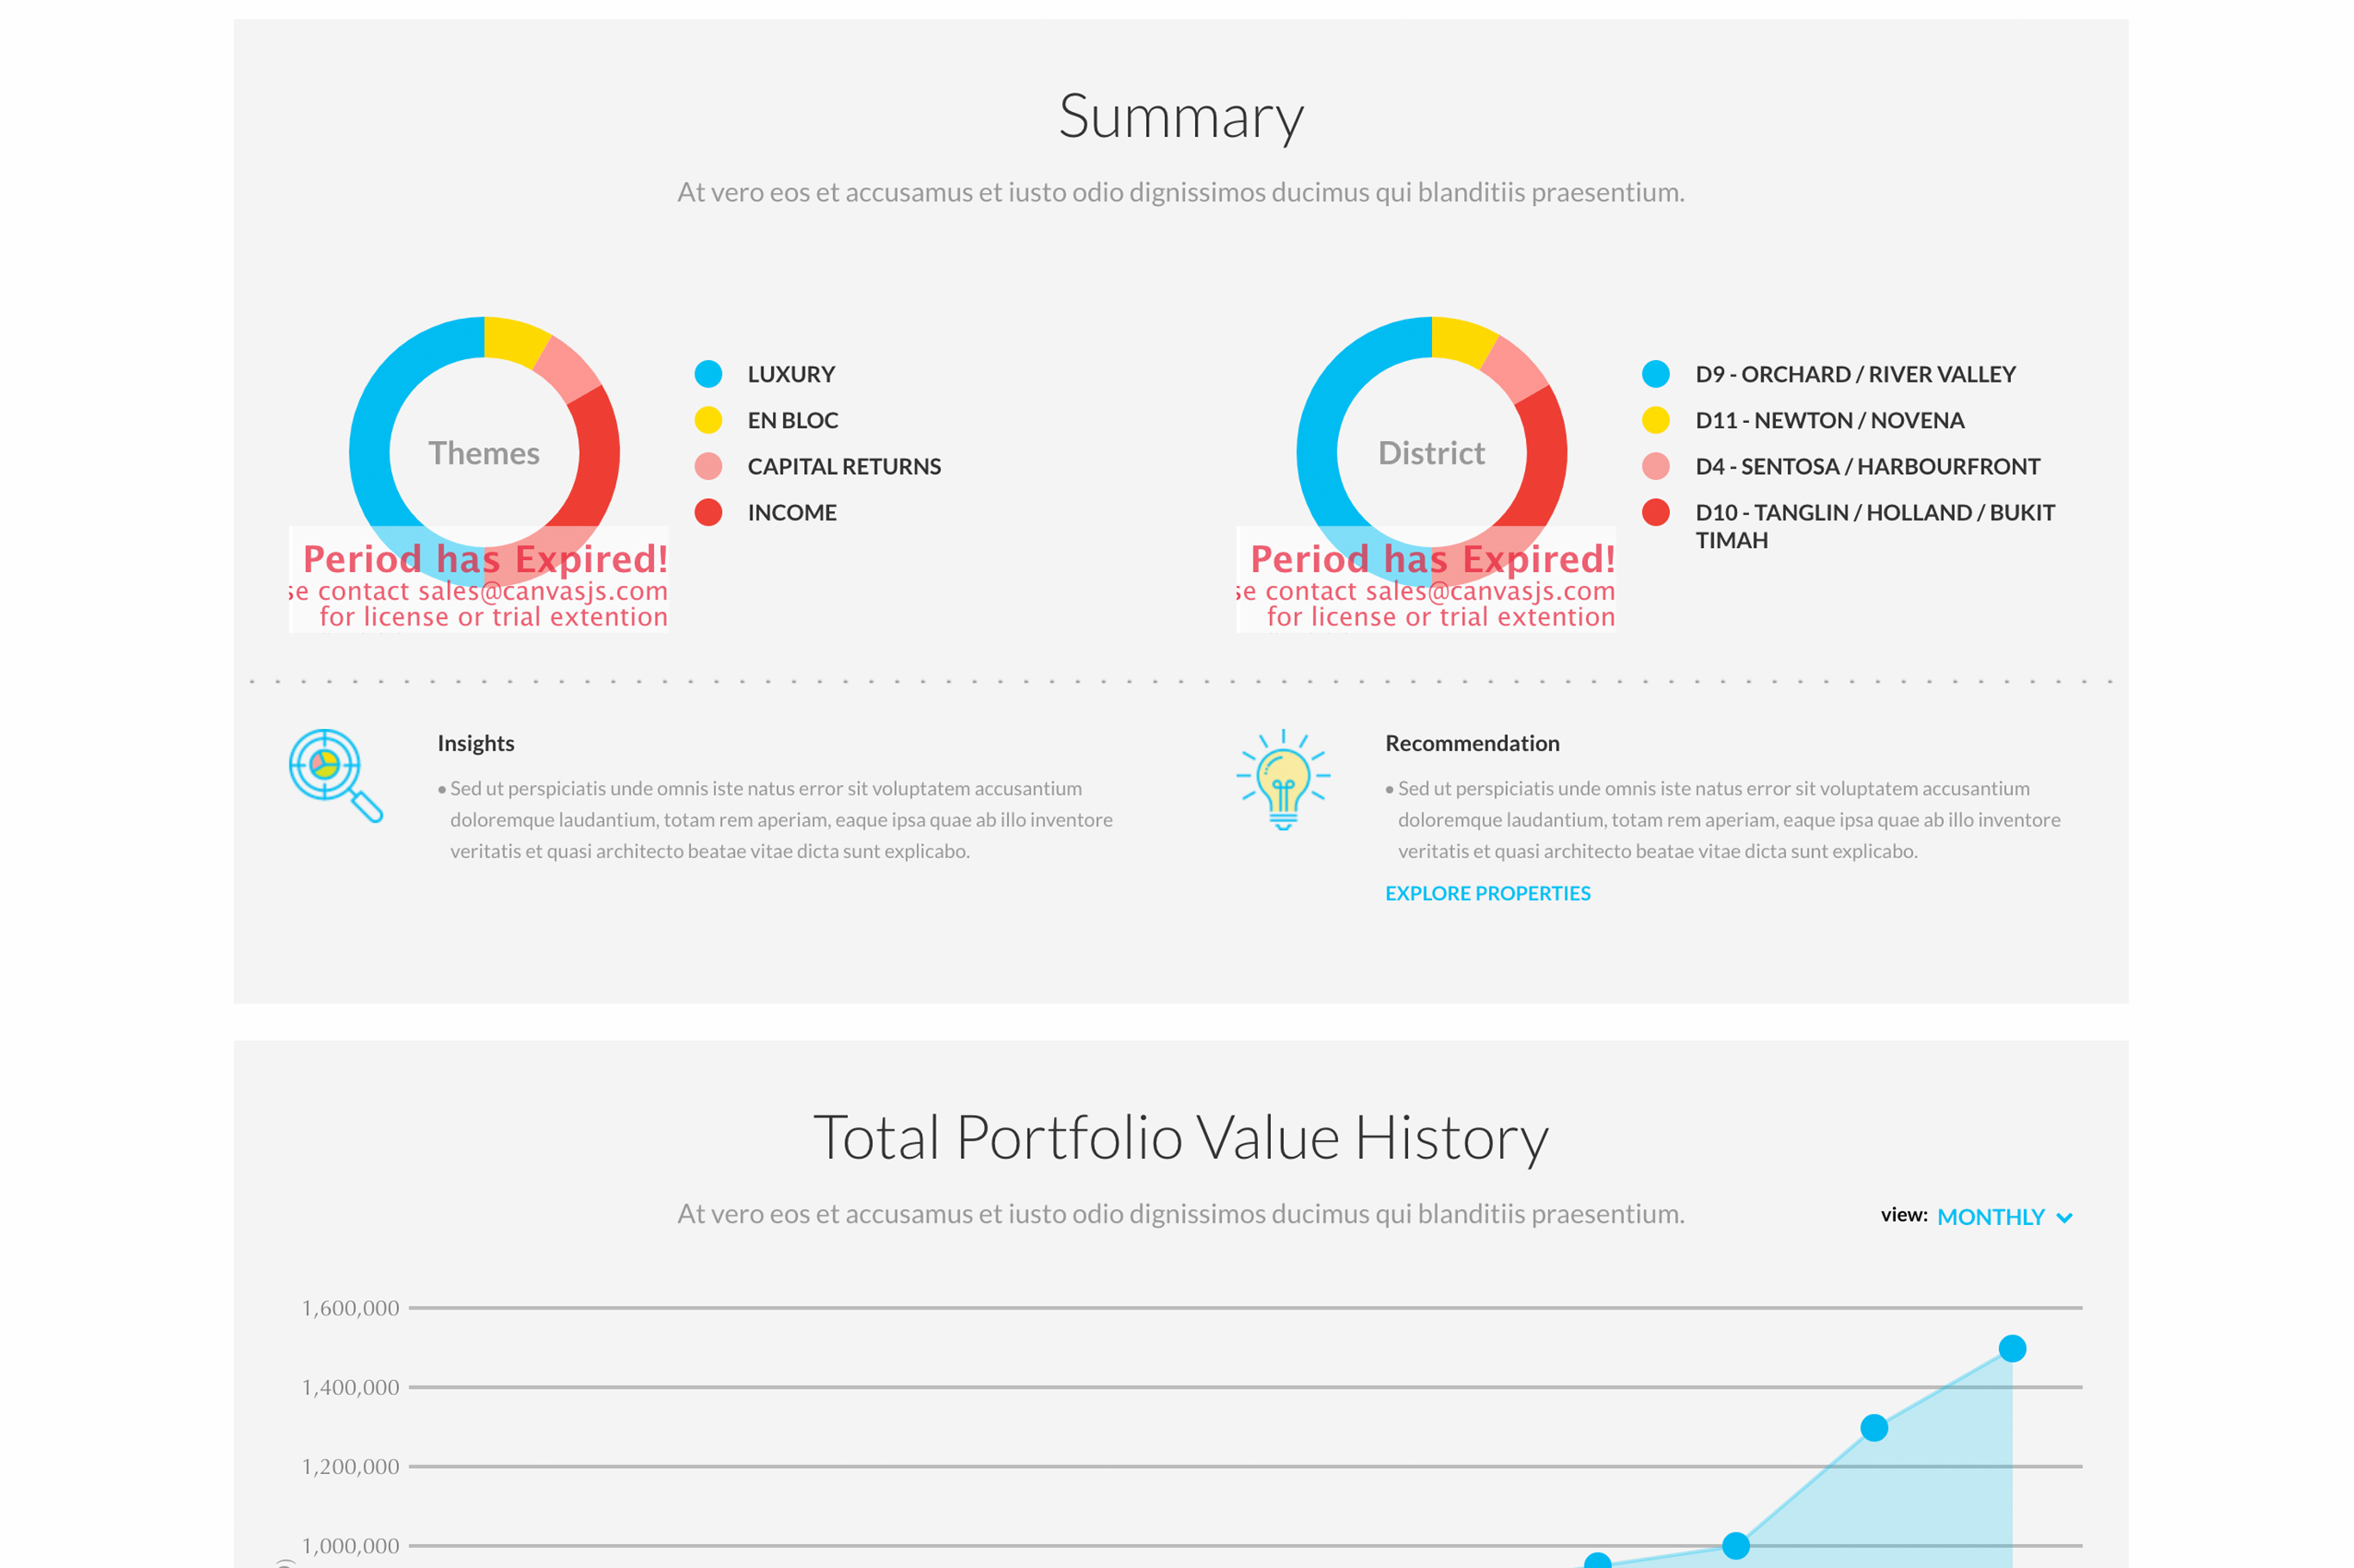 Summary
At vero eos et accusamus et iusto odio dignissimos ducimus qui blanditiis praesentium.
Themes
LUXURY
EN BLOC
CAPITAL RETURNS
INCOME
Period has Expired!
se contact sales@canvasjs.com
for license or trial extention
District
D9 - ORCHARD / RIVER VALLEY
D11 - NEWTON / NOVENA
D4 - SENTOSA / HARBOURFRONT
D10 - TANGLIN / HOLLAND / BUKIT
TIMAH
Period has Expired!
se contact sales@canvasjs.com
for license or trial extention
Insights
• Sed ut perspiciatis unde omnis iste natus error sit voluptatem accusantium
doloremque laudantium, totam rem aperiam, eaque ipsa quae ab illo inventore
veritatis et quasi architecto beatae vitae dicta sunt explicabo.
Recommendation
• Sed ut perspiciatis unde omnis iste natus error sit voluptatem accusantium
doloremque laudantium, totam rem aperiam, eaque ipsa quae ab illo inventore
veritatis et quasi architecto beatae vitae dicta sunt explicabo.
EXPLORE PROPERTIES
Total Portfolio Value History
At vero eos et accusamus et iusto odio dignissimos ducimus qui blanditiis praesentium.
view: MONTHLY
1,600,000
1,400,000
1,200,000
1,000,000